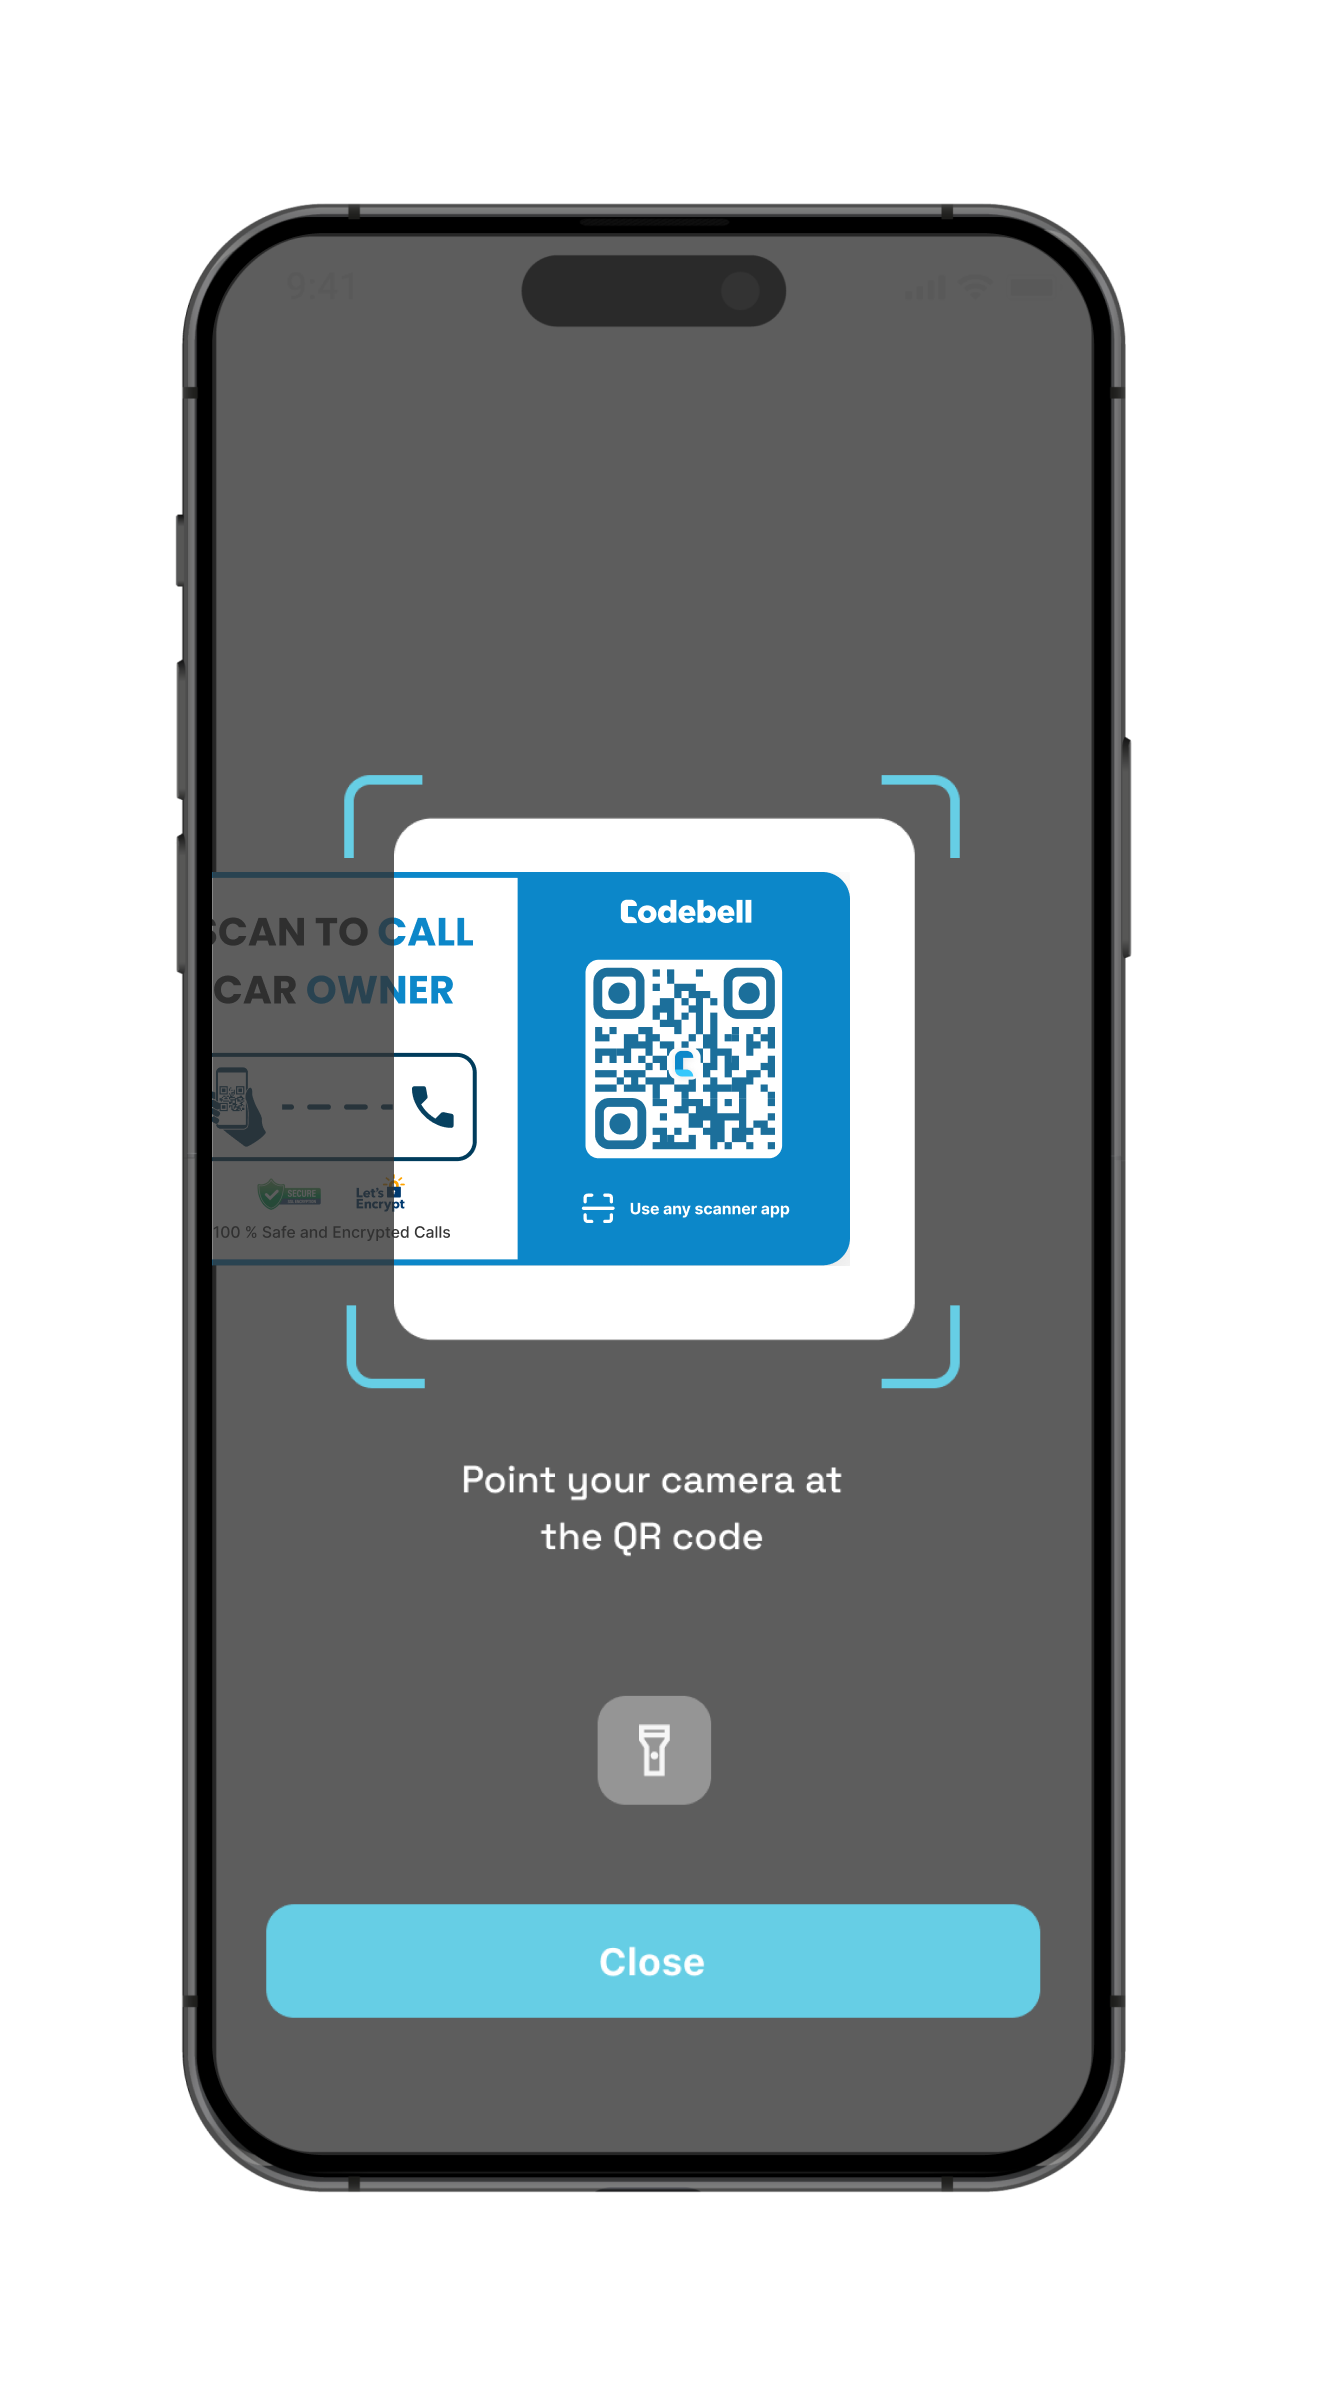 9:41
Codebell
SCAN TO CALL
CAR OWNER
SECURE
Let's
Encrypt
100 % Safe and Encrypted Calls
Use any scanner app
Point your camera at
the QR code
Close